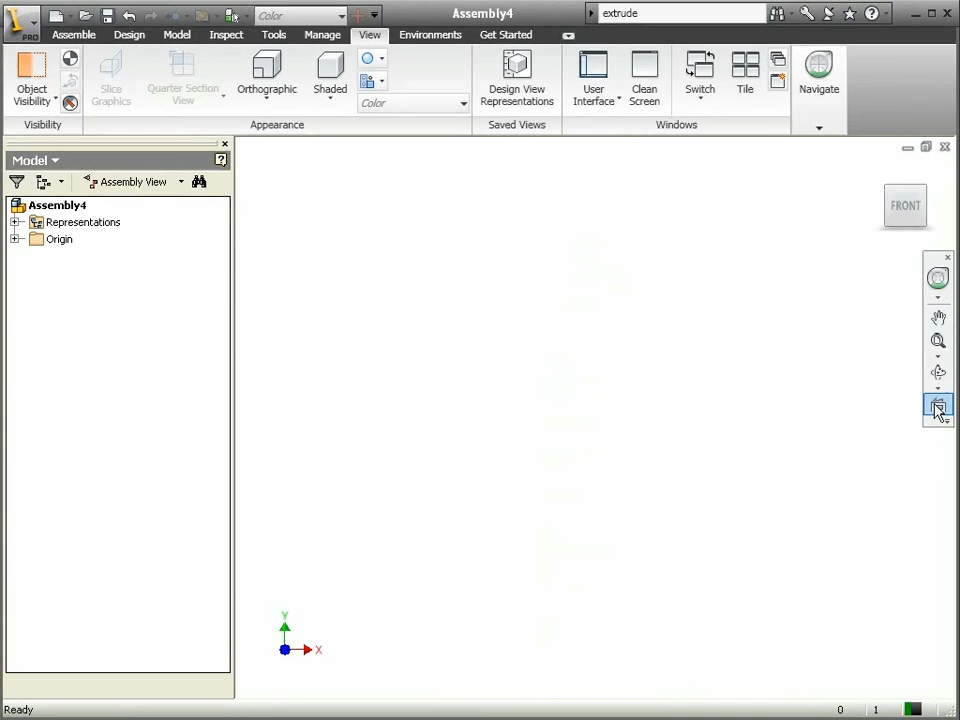 PRO
Color
Assembly4
extrude
Assemble Design Model Inspect Tools Manage View Environments Get Started
Object
Visibility
Slice
Graphics
Quarter Section
View
Orthographic
Shaded
Color
Design View
Representations
User
Interface
Clean
Screen
Switch
Tile
Navigate
Visibility
Appearance
Saved Views
Windows
Model
Assembly View
Assembly4
Representations
Origin
FRONT
Y
X
Ready
0 1